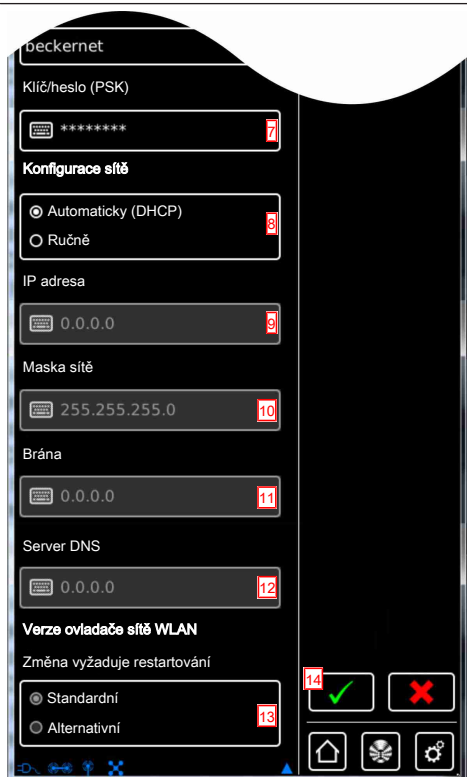 beckernet
Klíč/heslo (PSK)
******** 7
Konfigurace sítě
Automaticky (DHCP)
8
Ručně
IP adresa
0.0.0.0 9
Maska sítě
255.255.255.0 10
Brána
0.0.0.0 11
Server DNS
0.0.0.0 12
Verze ovladače sítě WLAN
Změna vyžaduje restartování
Standardní
13
Alternativní
14